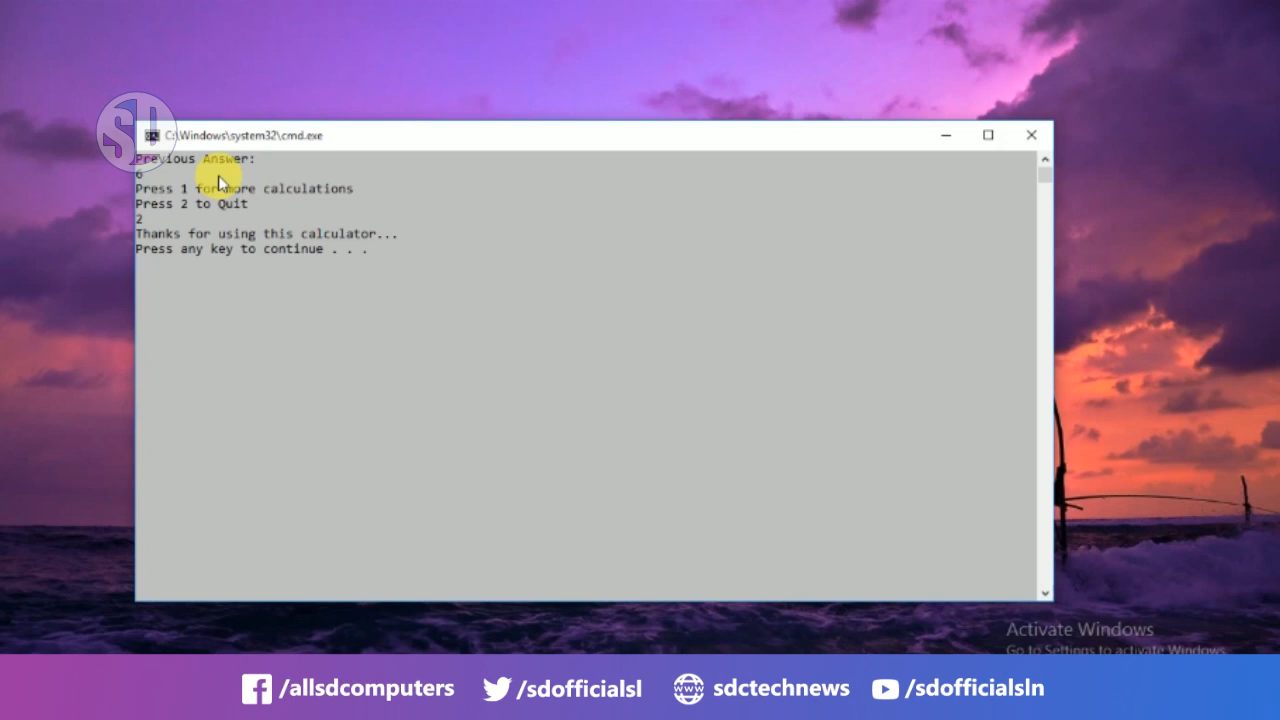 SD
C:\Windows\system32\cmd.exe
Previous Answer:
6
Press 1 for more calculations
Press 2 to Quit
2
Thanks for using this calculator...
Press any key to continue . . .
Activate Windows
Go to Settings to activate Windows.
/allsdcomputers
/sdofficialsl
www
sdctechnews
/sdofficialsln